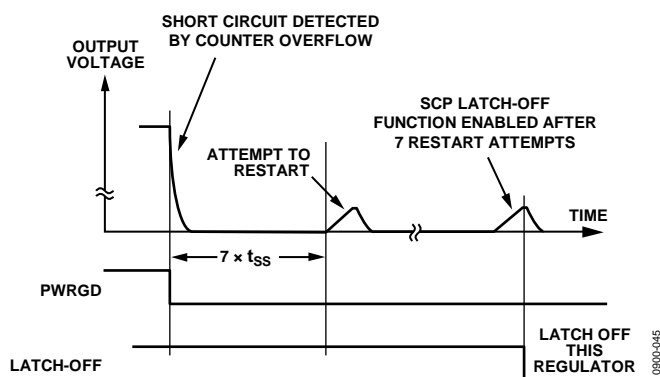 SHORT CIRCUIT DETECTED
BY COUNTER OVERFLOW
OUTPUT
VOLTAGE
SCP LATCH-OFF
FUNCTION ENABLED AFTER
7 RESTART ATTEMPTS
ATTEMPT TO
RESTART
TIME
7 × tSS
PWRGD
LATCH OFF
THIS
REGULATOR
LATCH-OFF
0900-045